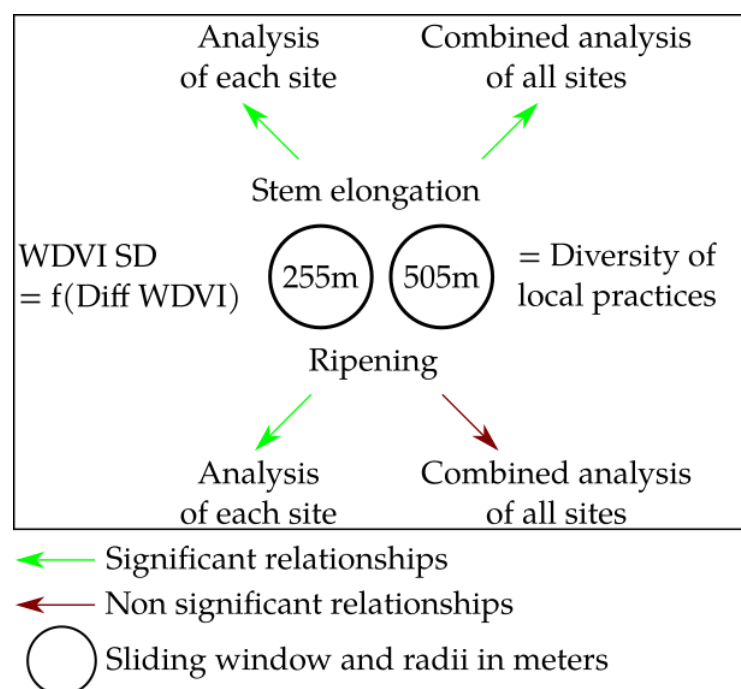 Analysis
of each site
Combined analysis
of all sites
Stem elongation
WDVI SD
= f(Diff WDVI)
255m
505m
= Diversity of
local practices
Ripening
Analysis
of each site
Combined analysis
of all sites
Significant relationships
Non significant relationships
Sliding window and radii in meters